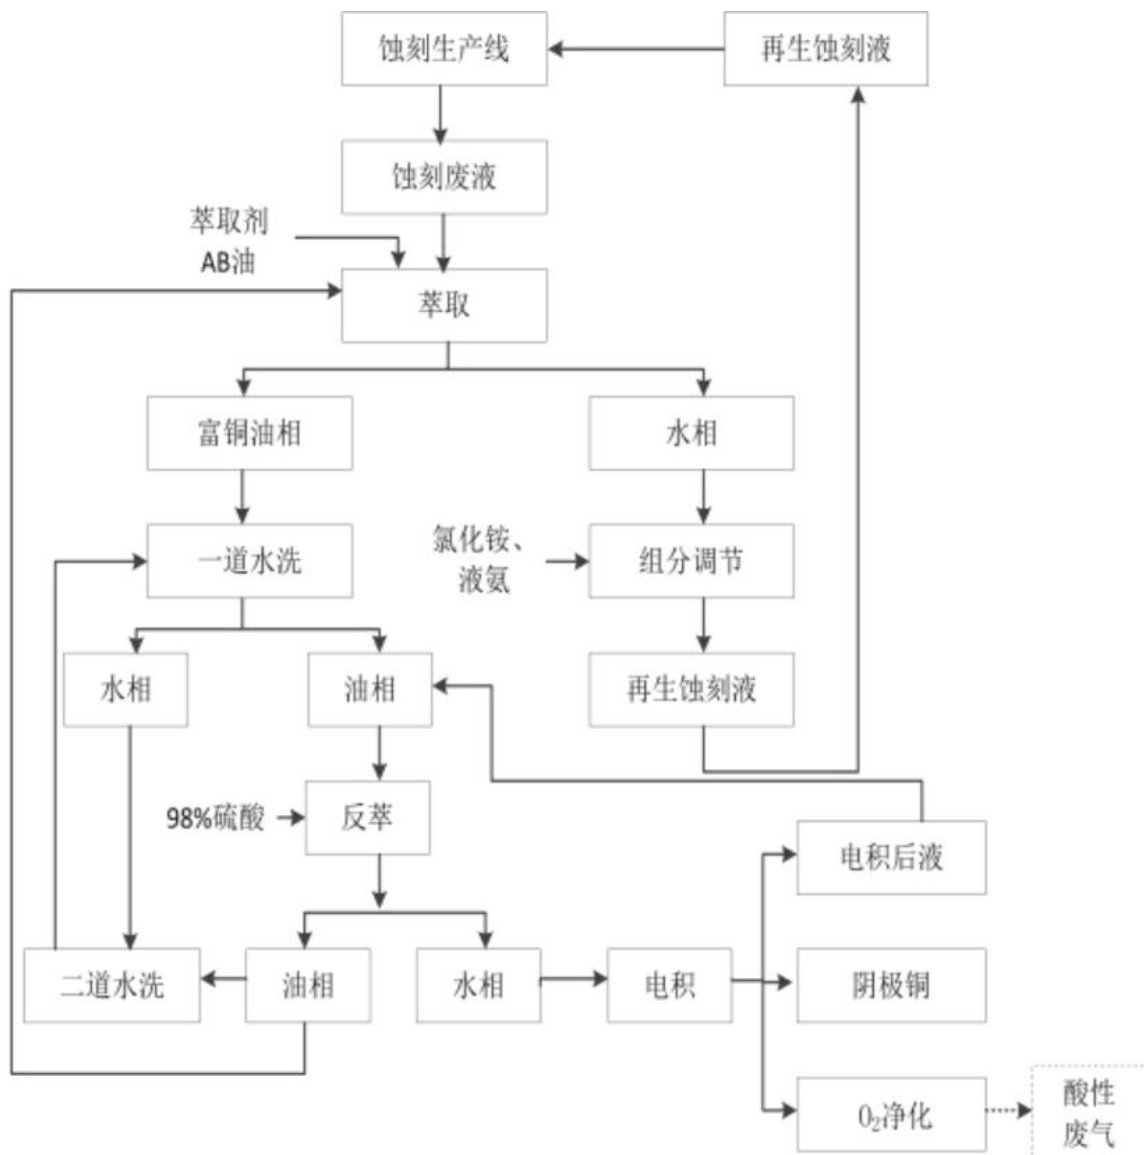 蚀刻生产线
再生蚀刻液
蚀刻废液
萃取剂
AB油
萃取
富铜油相
水相
一道水洗
氯化铵、
液氨
组分调节
水相
油相
再生蚀刻液
98%硫酸
反萃
电积后液
二道水洗
油相
水相
电积
阴极铜
O₂净化
酸性
废气